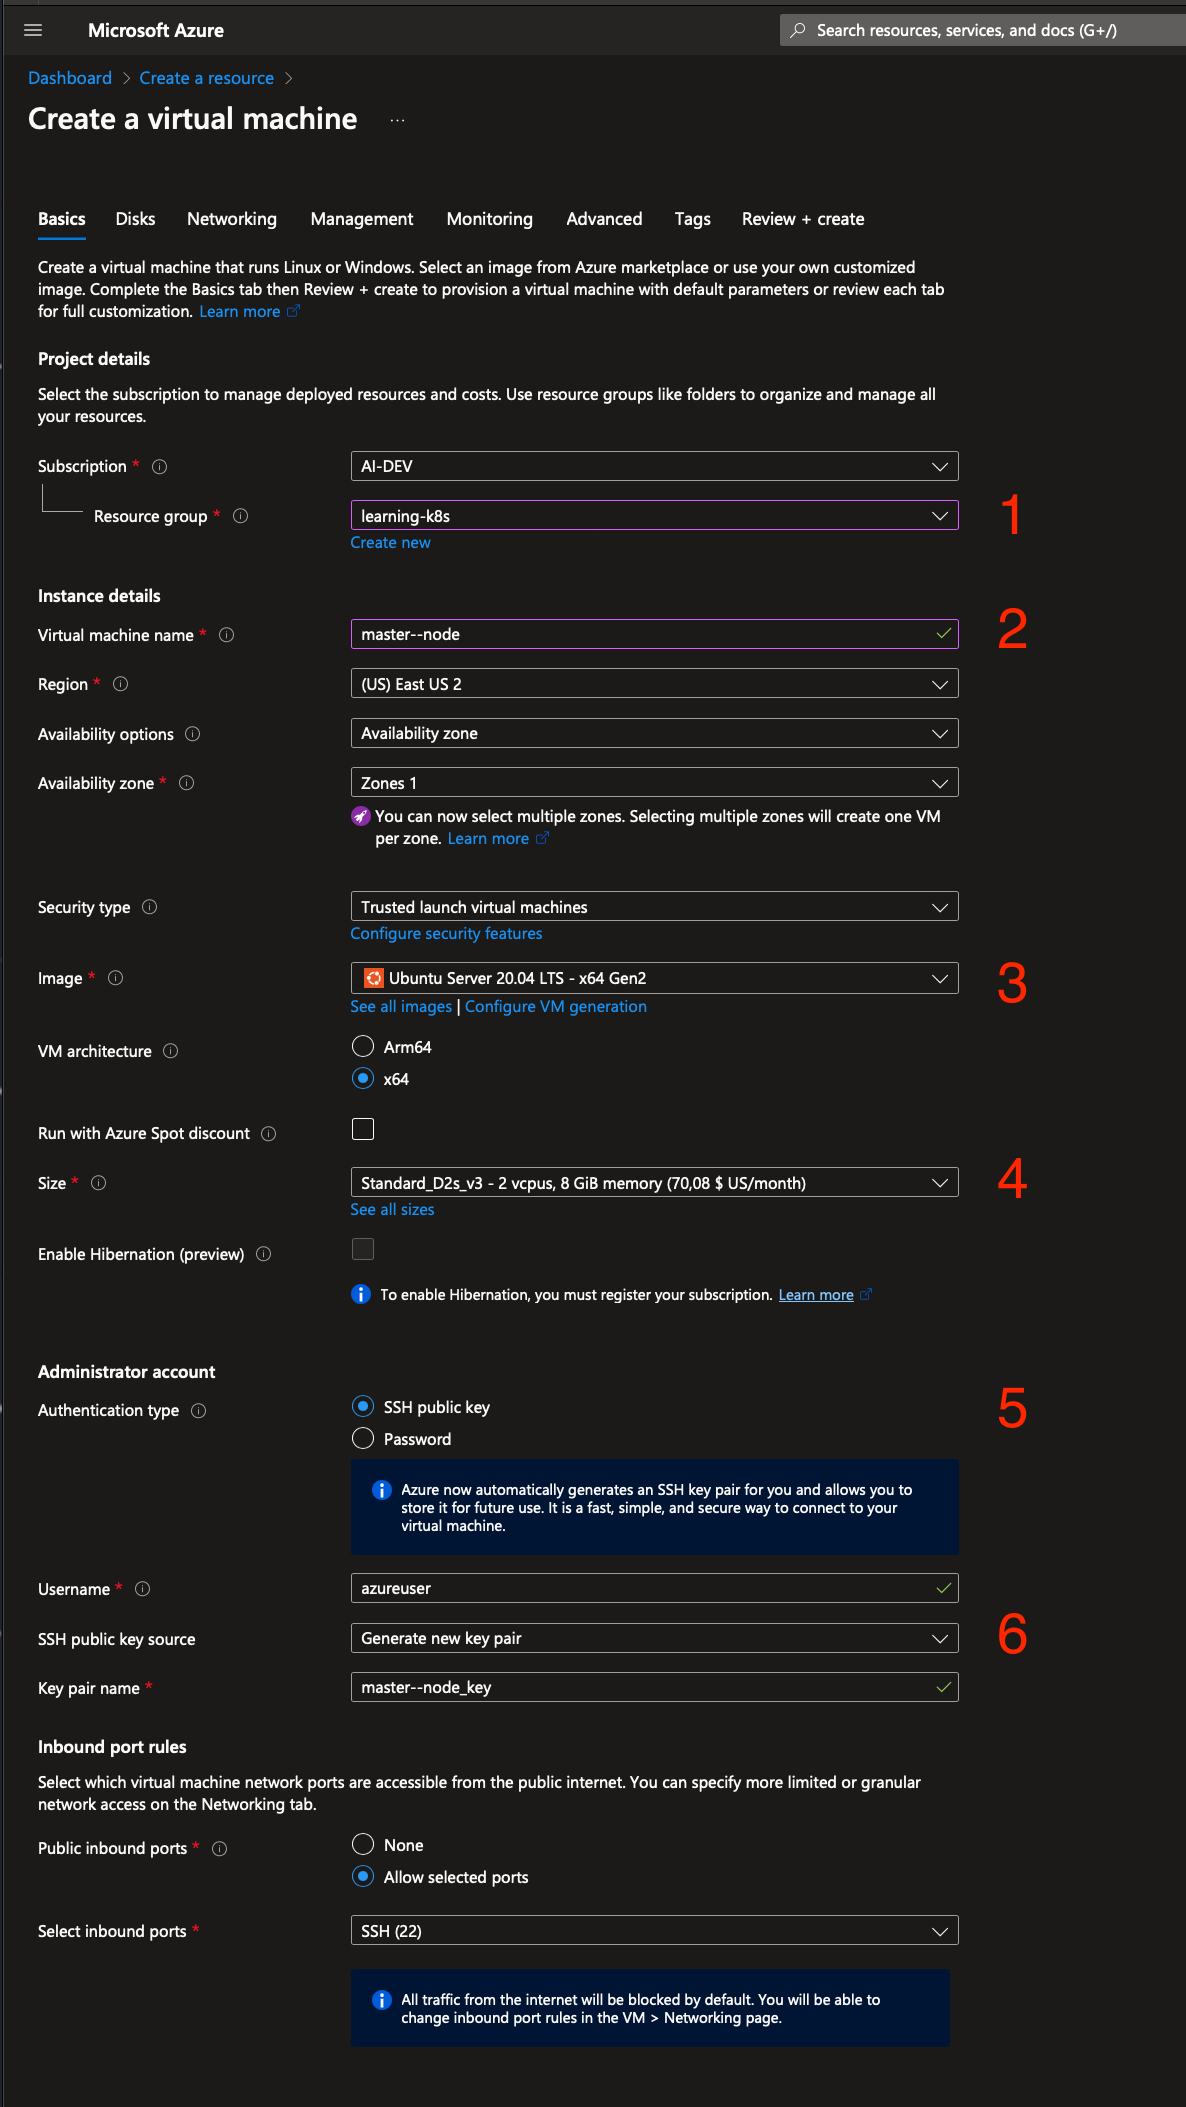 Microsoft Azure
Search resources, services, and docs (G+/)
Dashboard > Create a resource >
Create a virtual machine ...
Basics Disks Networking Management Monitoring Advanced Tags Review + create
Create a virtual machine that runs Linux or Windows. Select an image from Azure marketplace or use your own customized
image. Complete the Basics tab then Review + create to provision a virtual machine with default parameters or review each tab
for full customization. Learn more
Project details
Select the subscription to manage deployed resources and costs. Use resource groups like folders to organize and manage all
your resources.
Subscription * AI-DEV
Resource group * learning-k8s 1
Create new
Instance details
Virtual machine name * master--node 2
Region * (US) East US 2
Availability options Availability zone
Availability zone * Zones 1
You can now select multiple zones. Selecting multiple zones will create one VM
per zone. Learn more
Security type Trusted launch virtual machines
Configure security features
Image * Ubuntu Server 20.04 LTS - x64 Gen2 3
See all images | Configure VM generation
VM architecture Arm64
x64
Run with Azure Spot discount
Size * Standard_D2s_v3 - 2 vcpus, 8 GiB memory (70,08 $ US/month) 4
See all sizes
Enable Hibernation (preview)
To enable Hibernation, you must register your subscription. Learn more
Administrator account
Authentication type SSH public key 5
Password
Azure now automatically generates an SSH key pair for you and allows you to
store it for future use. It is a fast, simple, and secure way to connect to your
virtual machine.
Username * azureuser
SSH public key source Generate new key pair 6
Key pair name * master--node_key
Inbound port rules
Select which virtual machine network ports are accessible from the public internet. You can specify more limited or granular
network access on the Networking tab.
Public inbound ports * None
Allow selected ports
Select inbound ports * SSH (22)
All traffic from the internet will be blocked by default. You will be able to
change inbound port rules in the VM > Networking page.